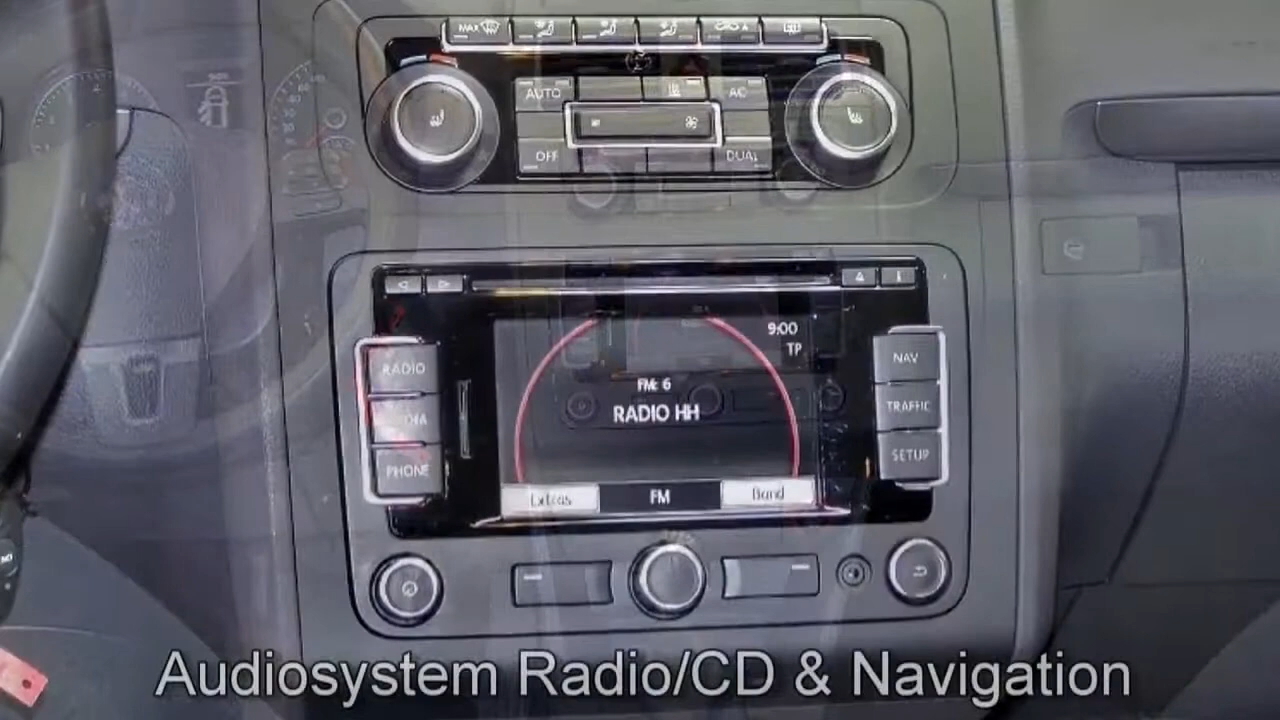 MAX
AUTO
AC
OFF
DUAL
RADIO
PHONE
NAV
TRAFFIC
SETUP
9:00
TP
FM: 6
RADIO HH
Extras
FM
Band
Audiosystem Radio/CD & Navigation